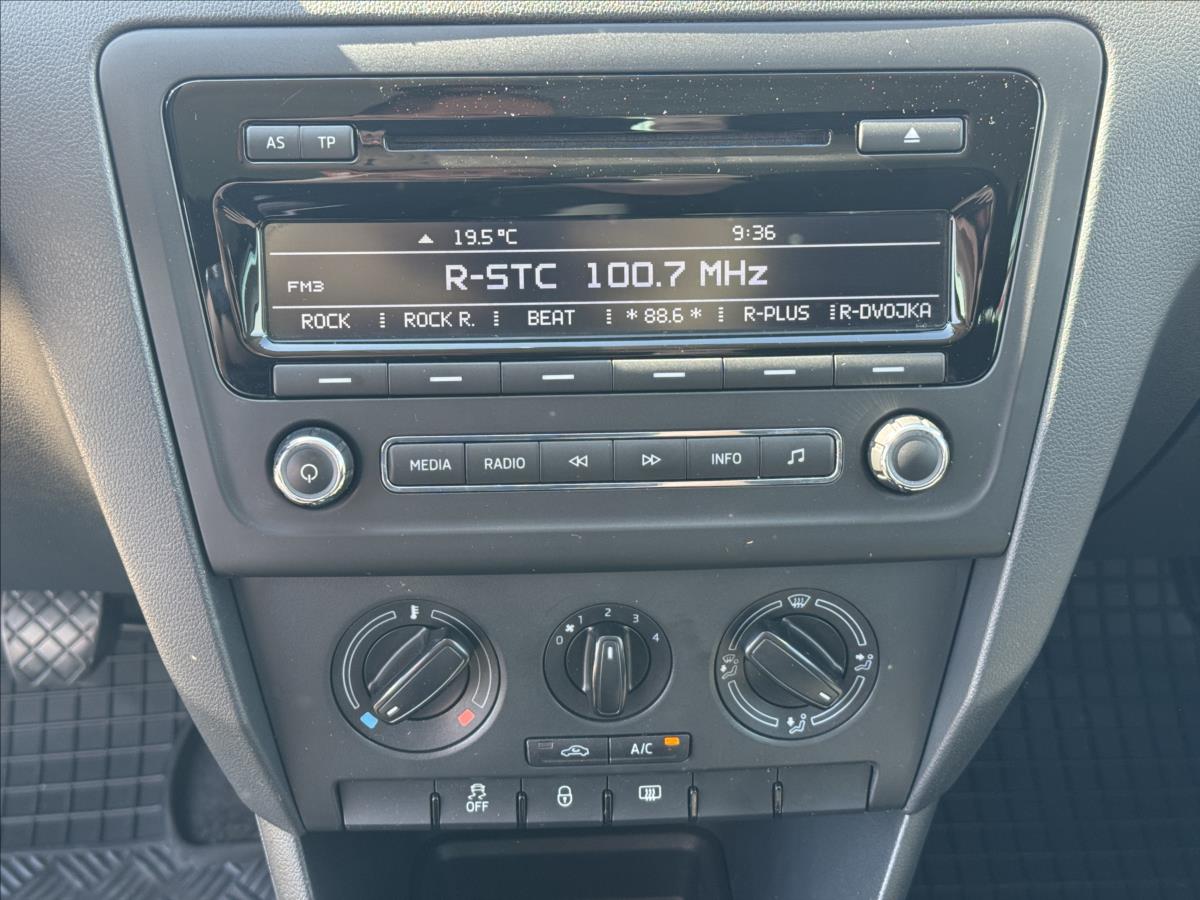 AS TP
19.5°C 9:36
FM3 R-STC 100.7 MHz
ROCK ROCK R. BEAT *88.6* R-PLUS R-DVOJKA
MEDIA RADIO INFO
0 1 2 3 4
A/C
OFF